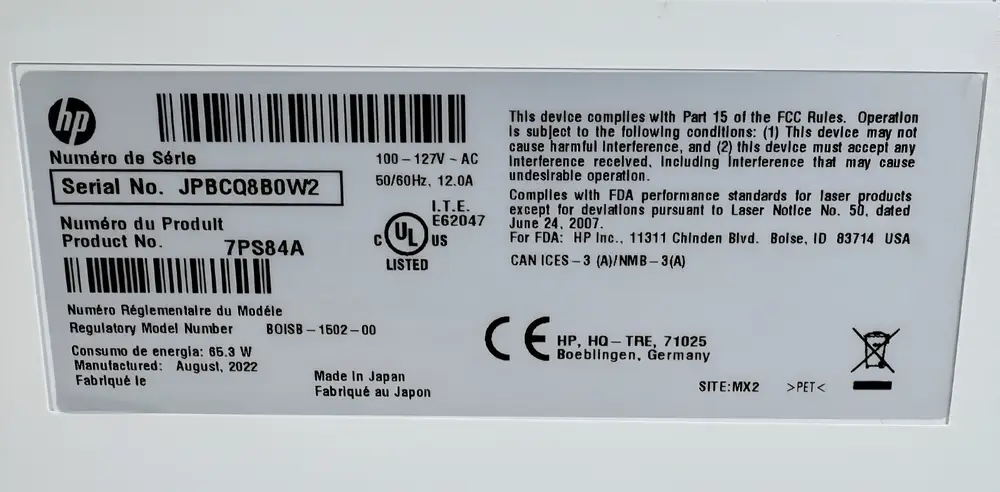 hp
Numéro de Série
Serial No. JPBCQ8B0W2
100-127V ~ AC
50/60Hz, 12.0A
Numéro du Produit
Product No. 7PS84A
I.T.E.
E62047
C UL US
LISTED
Numéro Réglementaire du Modèle
Regulatory Model Number BOISB-1502-00
Consumo de energia: 65.3 W
Manufactured: August, 2022
Fabriqué le
Made in Japan
Fabriqué au Japon
This device complies with Part 15 of the FCC Rules. Operation
is subject to the following conditions: (1) This device may not
cause harmful interference, and (2) this device must accept any
interference received, including interference that may cause
undesirable operation.
Complies with FDA performance standards for laser products
except for deviations pursuant to Laser Notice No. 50, dated
June 24, 2007.
For FDA: HP Inc., 11311 Chinden Blvd. Boise, ID 83714 USA
CAN ICES-3 (A)/NMB-3(A)
CE
HP, HQ-TRE, 71025
Boeblingen, Germany
SITE:MX2 >PET<